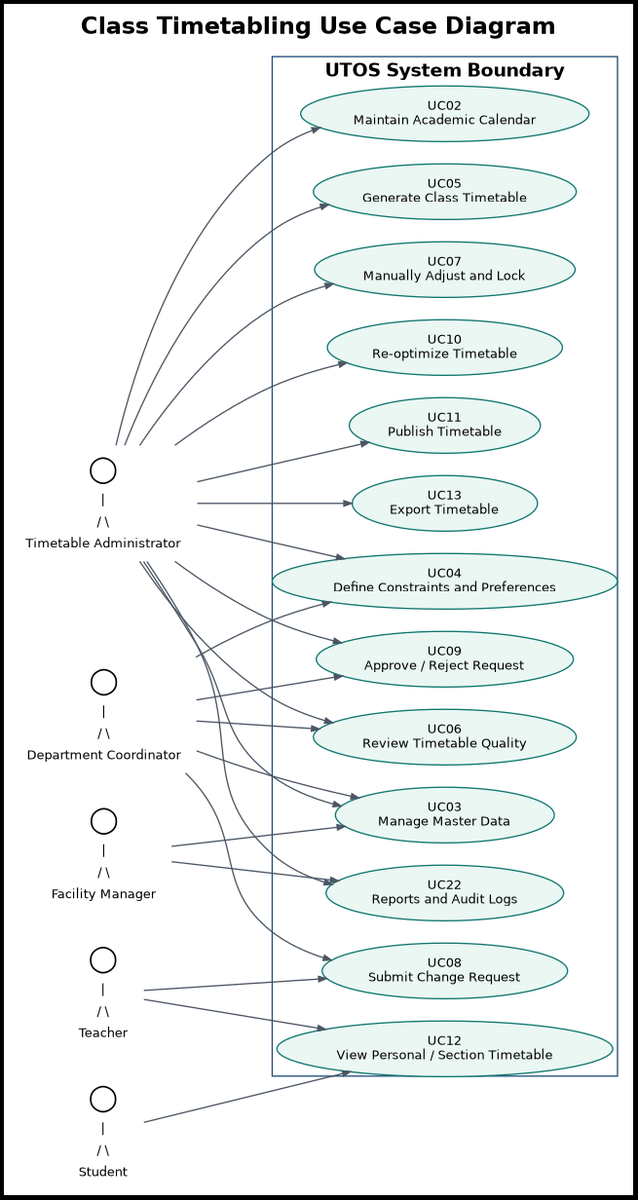 Class Timetabling Use Case Diagram
UTOS System Boundary
UC02
Maintain Academic Calendar
UC05
Generate Class Timetable
UC07
Manually Adjust and Lock
UC10
Re-optimize Timetable
UC11
Publish Timetable
UC13
Export Timetable
UC04
Define Constraints and Preferences
UC09
Approve / Reject Request
UC06
Review Timetable Quality
UC03
Manage Master Data
UC22
Reports and Audit Logs
UC08
Submit Change Request
UC12
View Personal / Section Timetable
Timetable Administrator
Department Coordinator
Facility Manager
Teacher
Student